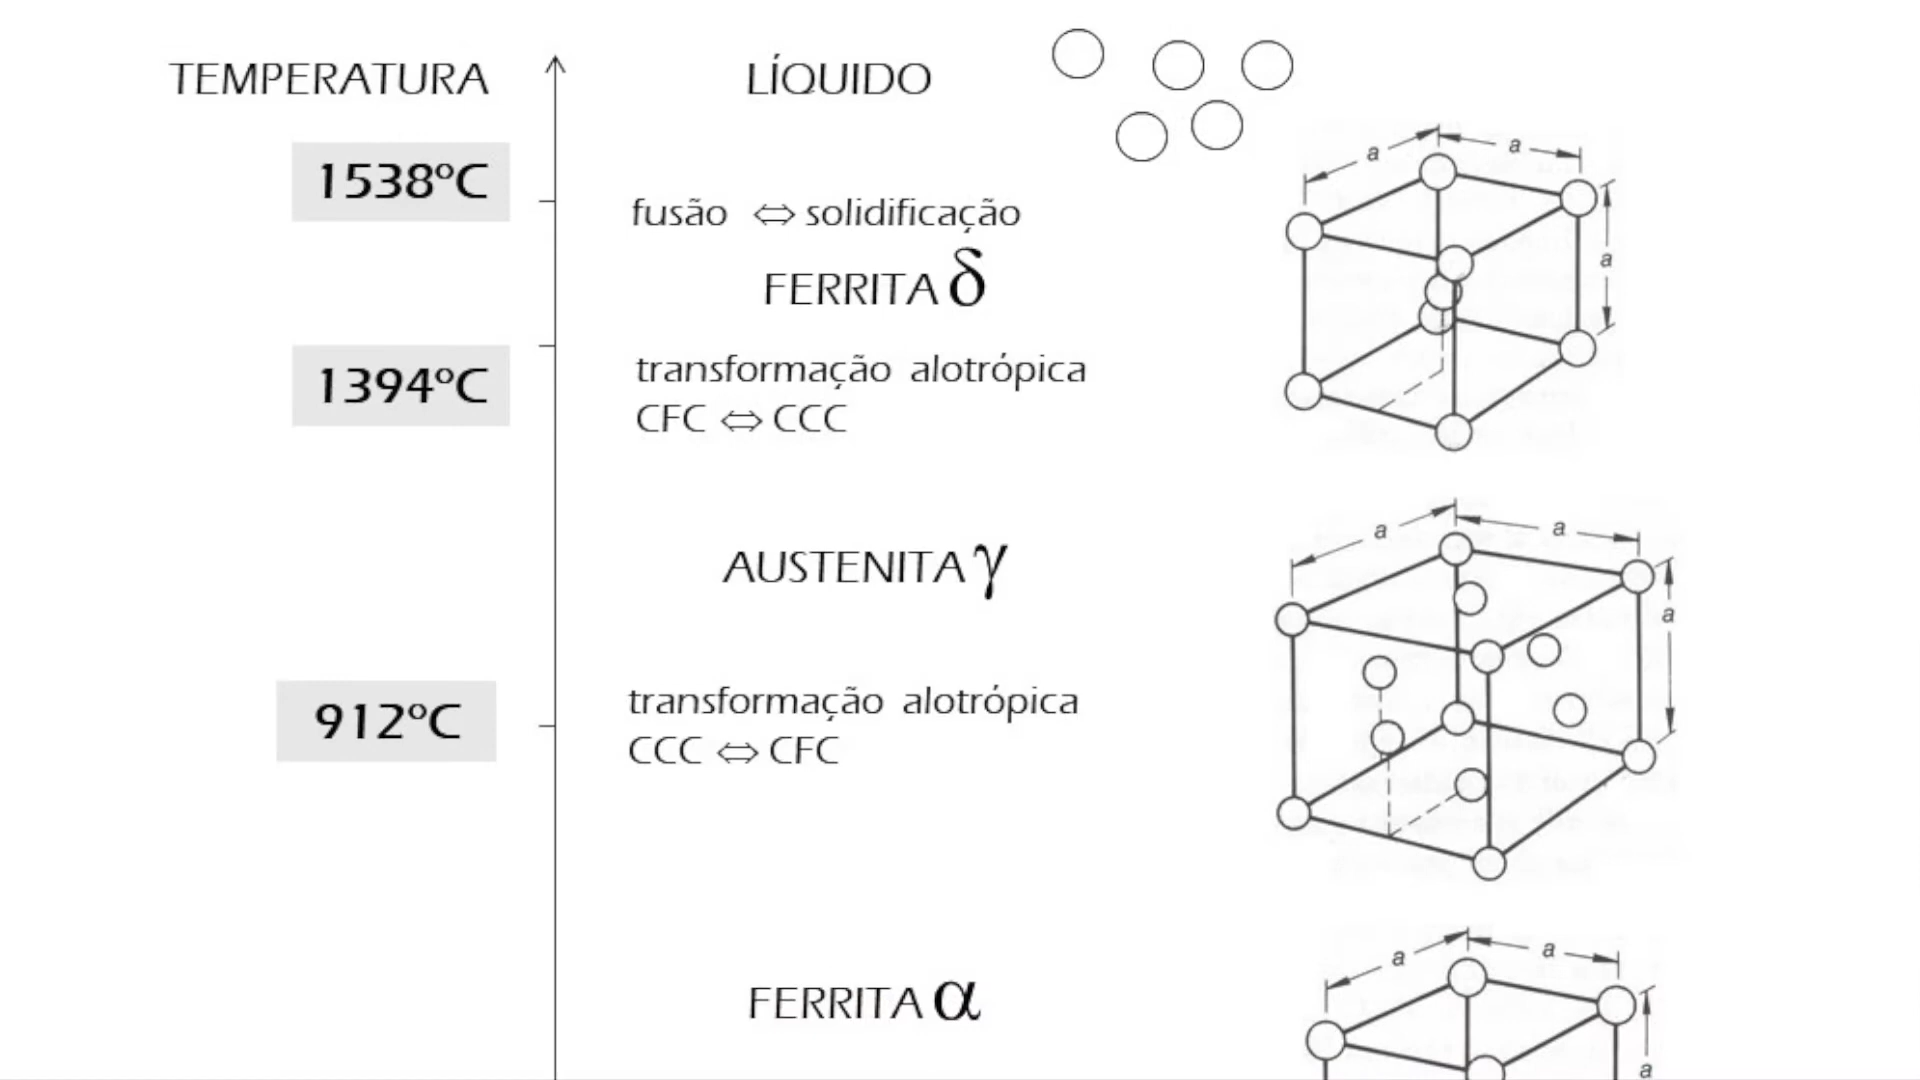 TEMPERATURA
LÍQUIDO
1538ºC
fusão ⇔ solidificação
FERRITA δ
1394ºC
transformação alotrópica
CFC ⇔ CCC
AUSTENITA γ
912ºC
transformação alotrópica
CCC ⇔ CFC
FERRITA α
a
a
a
a
a
a
a
a
a